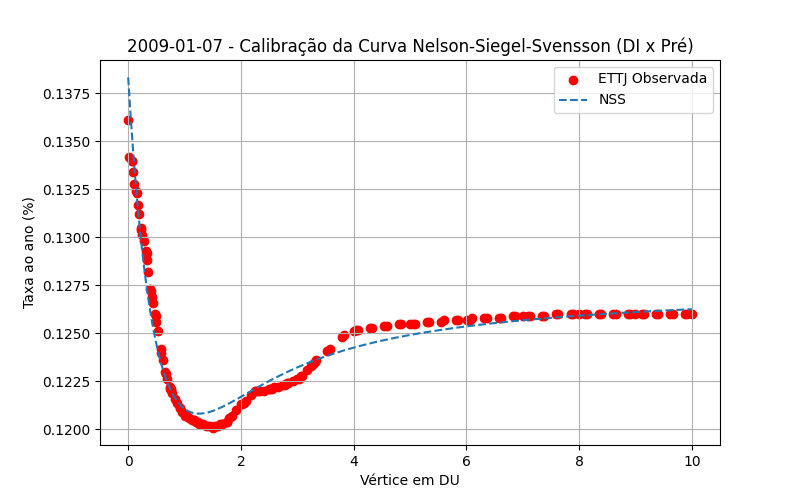 2009-01-07 - Calibração da Curva Nelson-Siegel-Svensson (DI x Pré)
ETTJ Observada
NSS
Taxa ao ano (%)
0.1375
0.1350
0.1325
0.1300
0.1275
0.1250
0.1225
0.1200
0 2 4 6 8 10
Vértice em DU